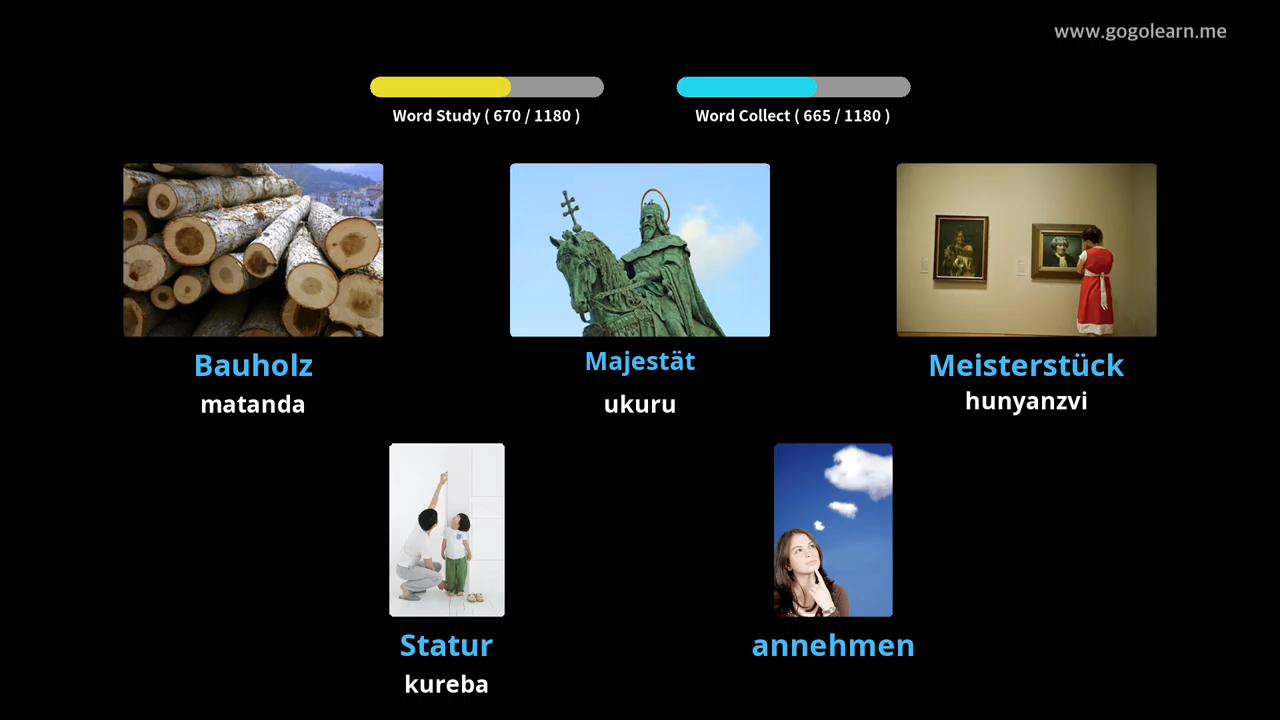 www.gogolearn.me
Word Study ( 670 / 1180 )
Word Collect ( 665 / 1180 )
Bauholz
matanda
Majestät
ukuru
Meisterstück
hunyanzvi
Statur
kureba
annehmen